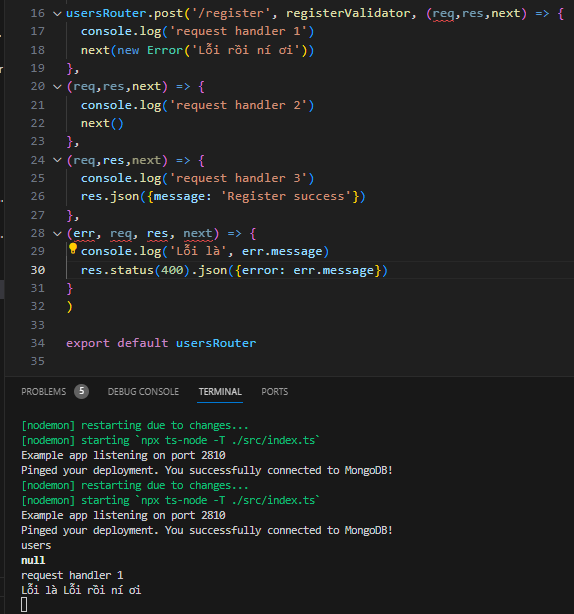 16 usersRouter.post('/register', registerValidator, (req,res,next) => {
17 console.log('request handler 1')
18 next(new Error('Lỗi rồi ní ơi'))
19 },
20 (req,res,next) => {
21 console.log('request handler 2')
22 next()
23 },
24 (req,res,next) => {
25 console.log('request handler 3')
26 res.json({message: 'Register success'})
27 },
28 (err, req, res, next) => {
29 console.log('Lỗi là', err.message)
30 res.status(400).json({error: err.message})
31 }
32 )
33
34 export default usersRouter
35
PROBLEMS 5 DEBUG CONSOLE TERMINAL PORTS
[nodemon] restarting due to changes...
[nodemon] starting `npx ts-node -T ./src/index.ts`
Example app listening on port 2810
Pinged your deployment. You successfully connected to MongoDB!
[nodemon] restarting due to changes...
[nodemon] starting `npx ts-node -T ./src/index.ts`
Example app listening on port 2810
Pinged your deployment. You successfully connected to MongoDB!
users
null
request handler 1
Lỗi là Lỗi rồi ní ơi